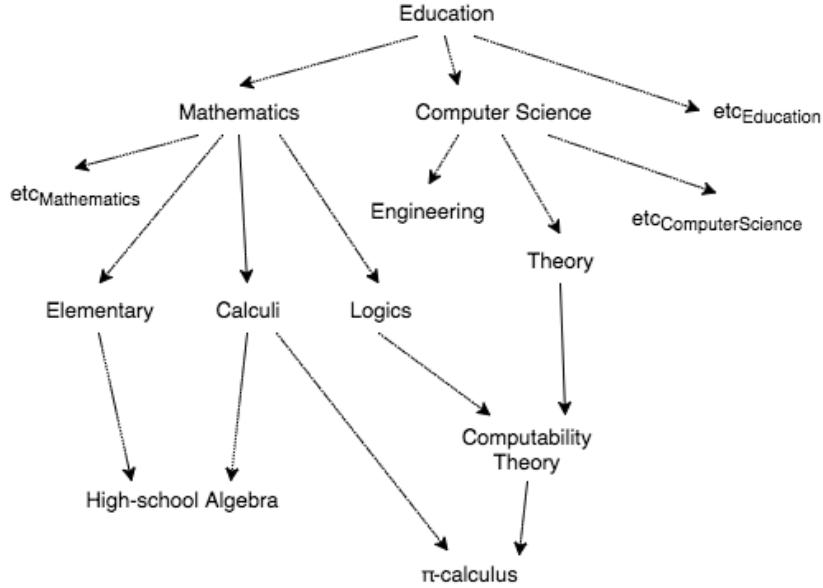 Education
Mathematics
Computer Science
etcEducation
etcMathematics
Engineering
etcComputerScience
Theory
Elementary
Calculi
Logics
Computability
Theory
High-school Algebra
π-calculus